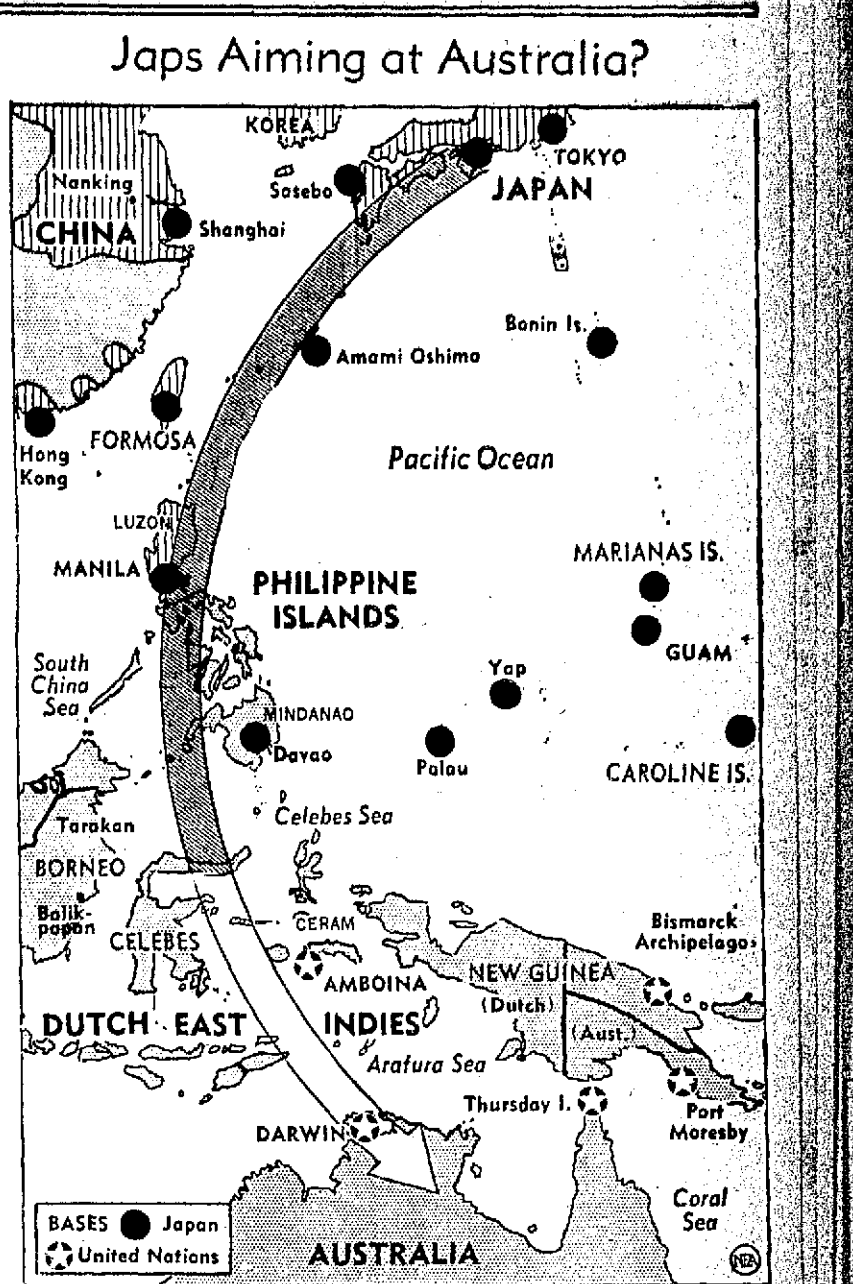 Japs Aiming at Australia?
KOREA
TOKYO
Sasebo
JAPAN
Nanking
CHINA
Shanghai
Bonin Is.
Amami Oshima
Hong
Kong
FORMOSA
Pacific Ocean
LUZON
MANILA
MARIANAS IS.
PHILIPPINE
ISLANDS
GUAM
South
China
Sea
Yap
MINDANAO
Davao
Palau
CAROLINE IS.
Celebes Sea
Tarakan
BORNEO
Balik-
papan
CELEBES
CERAM
AMBOINA
Bismarck
Archipelago
NEW GUINEA
(Dutch)
(Aust.)
DUTCH EAST INDIES
Arafura Sea
Thursday I.
Port
Moresby
DARWIN
Coral
Sea
BASES Japan
United Nations
AUSTRALIA
NEA